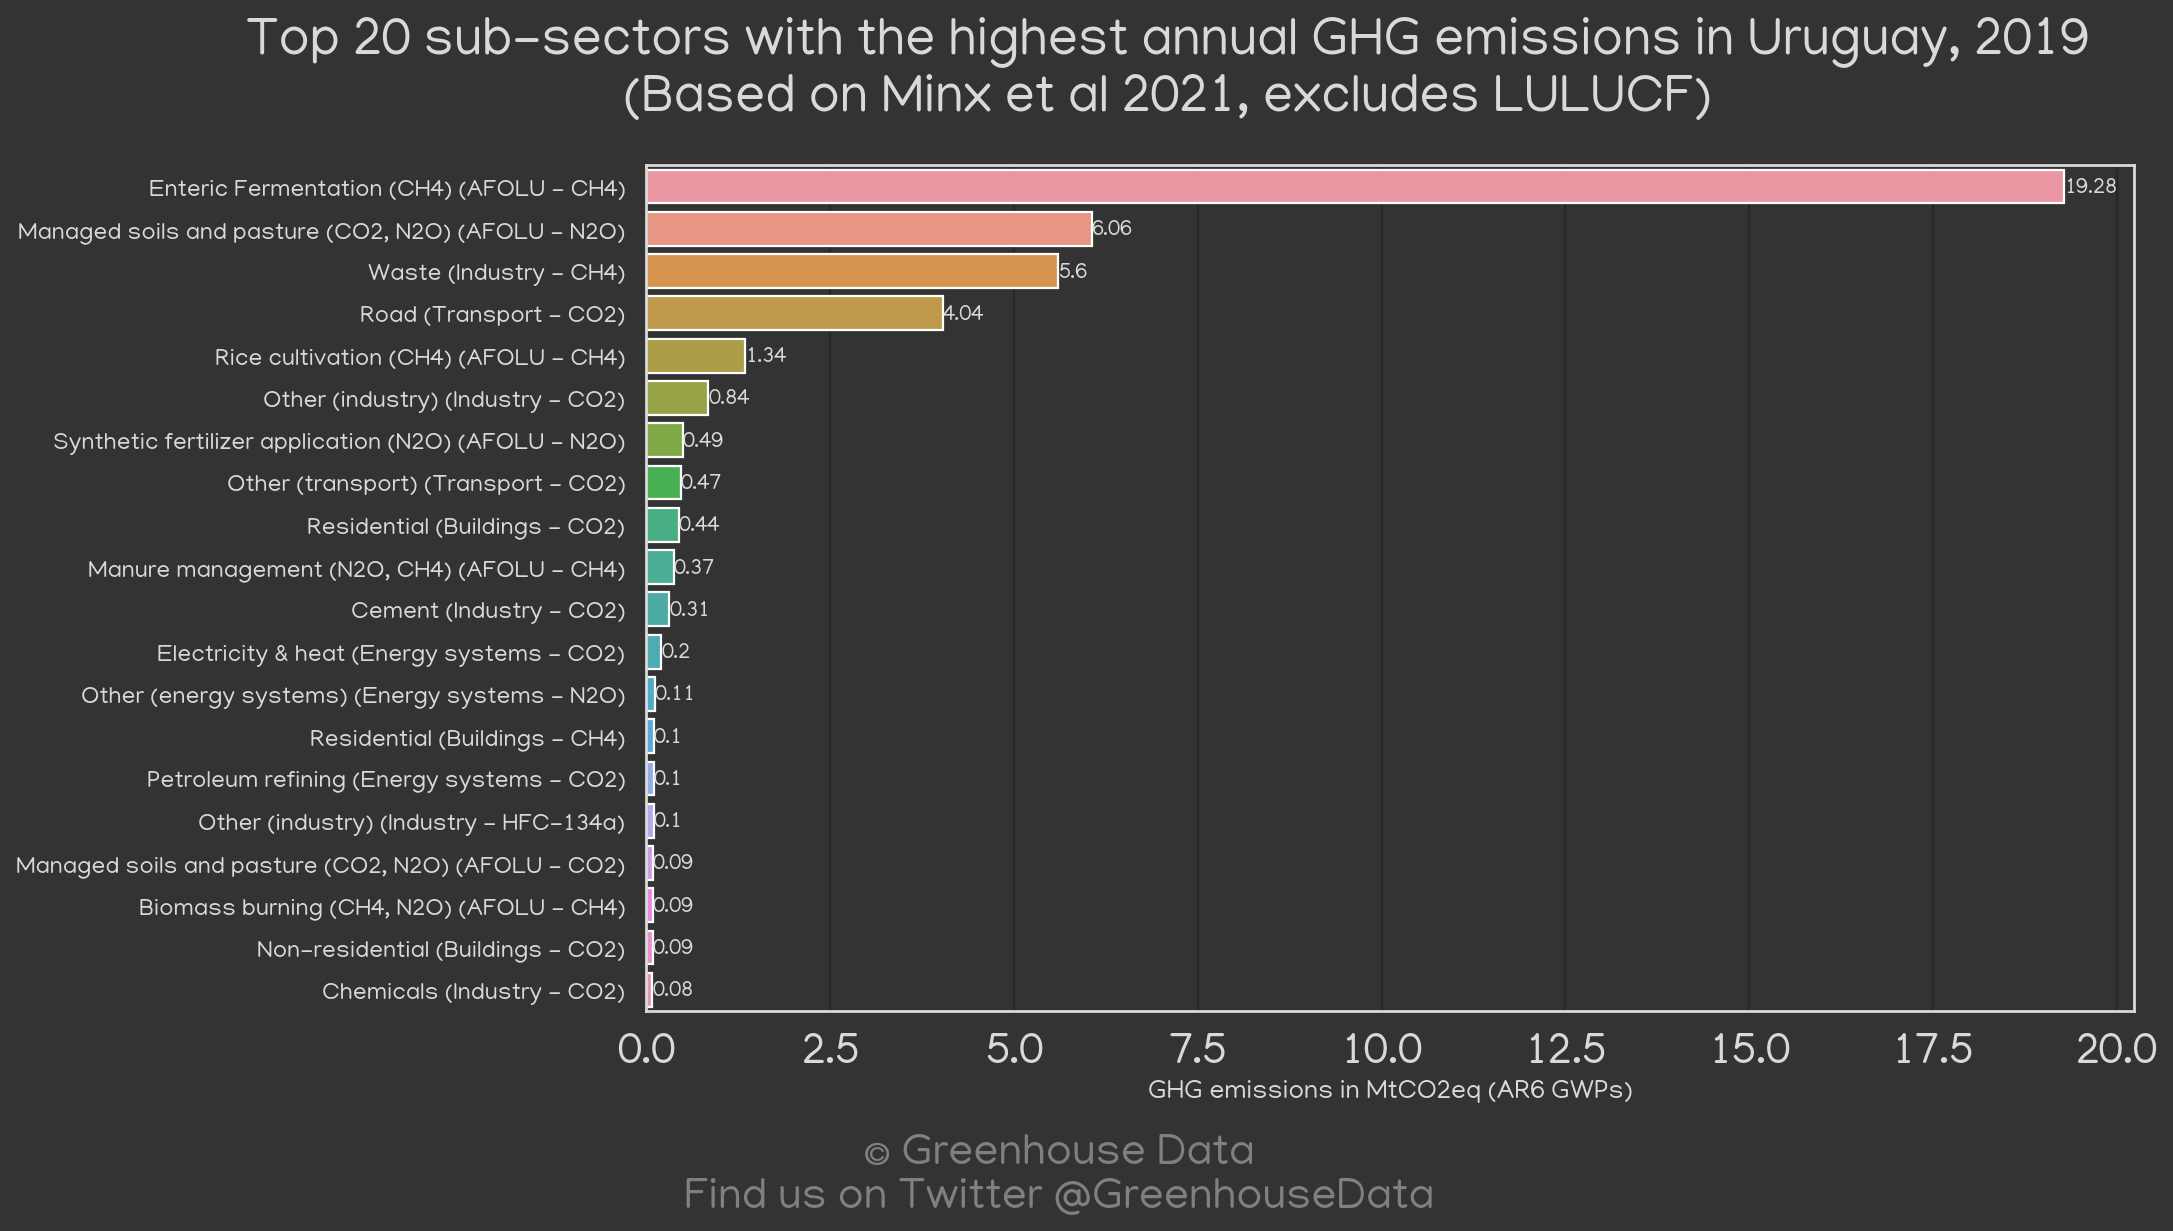 Top 20 sub-sectors with the highest annual GHG emissions in Uruguay, 2019
(Based on Minx et al 2021, excludes LULUCF)
Enteric Fermentation (CH4) (AFOLU - CH4) 19.28
Managed soils and pasture (CO2, N2O) (AFOLU - N2O) 6.06
Waste (Industry - CH4) 5.6
Road (Transport - CO2) 4.04
Rice cultivation (CH4) (AFOLU - CH4) 1.34
Other (industry) (Industry - CO2) 0.84
Synthetic fertilizer application (N2O) (AFOLU - N2O) 0.49
Other (transport) (Transport - CO2) 0.47
Residential (Buildings - CO2) 0.44
Manure management (N2O, CH4) (AFOLU - CH4) 0.37
Cement (Industry - CO2) 0.31
Electricity & heat (Energy systems - CO2) 0.2
Other (energy systems) (Energy systems - N2O) 0.11
Residential (Buildings - CH4) 0.1
Petroleum refining (Energy systems - CO2) 0.1
Other (industry) (Industry - HFC-134a) 0.1
Managed soils and pasture (CO2, N2O) (AFOLU - CO2) 0.09
Biomass burning (CH4, N2O) (AFOLU - CH4) 0.09
Non-residential (Buildings - CO2) 0.09
Chemicals (Industry - CO2) 0.08
0.0 2.5 5.0 7.5 10.0 12.5 15.0 17.5 20.0
GHG emissions in MtCO2eq (AR6 GWPs)
© Greenhouse Data
Find us on Twitter @GreenhouseData